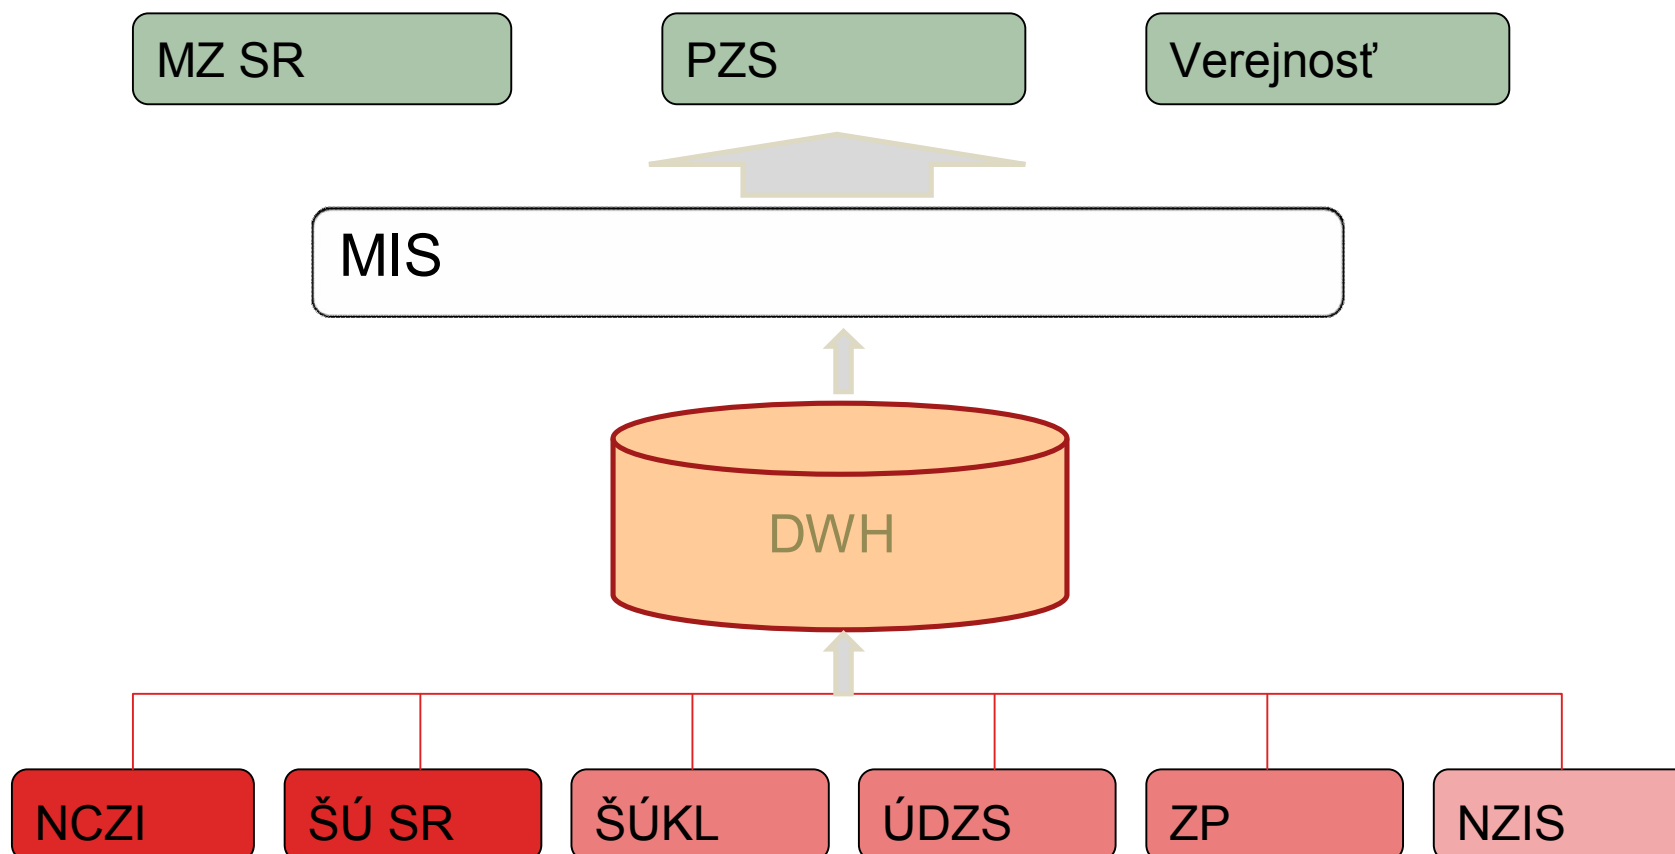 MZ SR
PZS
Verejnosť
MIS
DWH
NCZI
ŠÚ SR
ŠÚKL
ÚDZS
ZP
NZIS